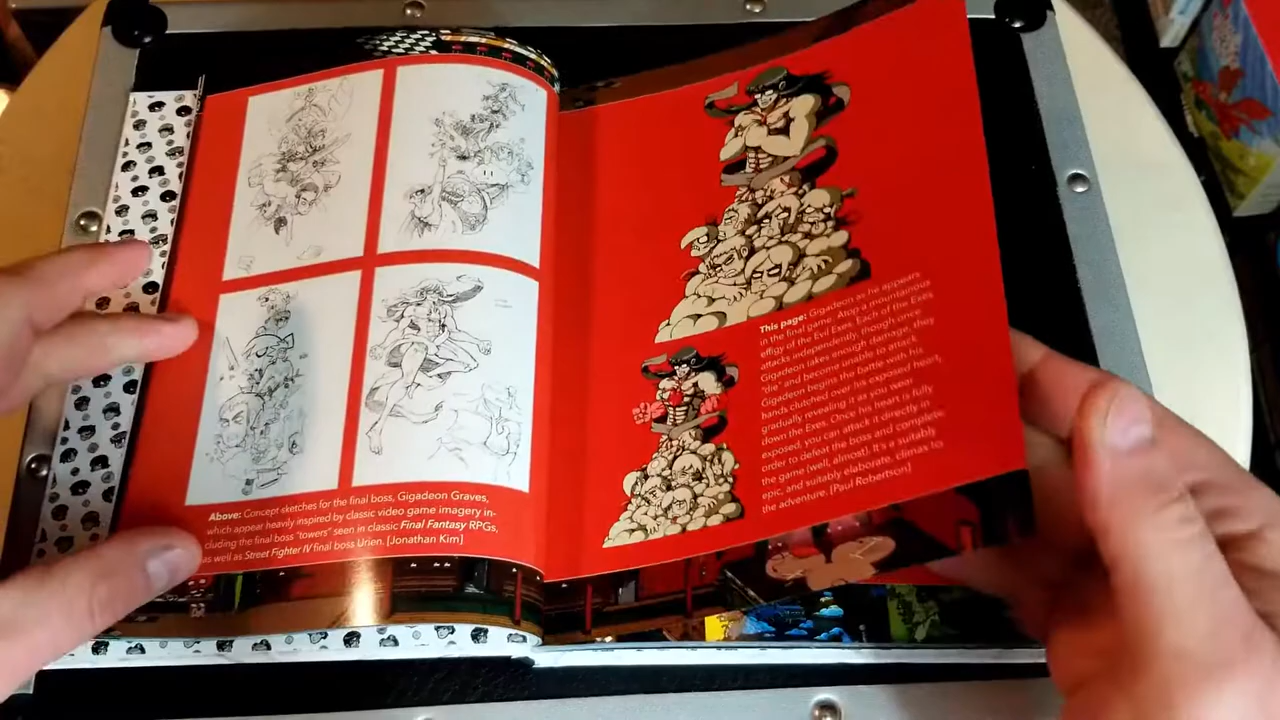 Above: Concept sketches for the final boss, Gigadeon Graves,
which appear heavily inspired by classic video game imagery in-
cluding the final boss "towers" seen in classic Final Fantasy RPGs,
as well as Street Fighter IV final boss Urien. [Jonathan Kim]
This page: Gigadeon as he appears
in the final game. Atop a mountainous
effigy of the Evil Exes. Each of the Exes
attacks independently, though once
Gigadeon takes enough damage, they
"die" and become unable to attack.
Gigadeon begins the battle with his
hands clutched over his exposed heart,
gradually revealing it as you wear
down the Exes. Once his heart is fully
exposed, you can attack it directly in
order to defeat the boss and complete
the game (well, almost). It's a suitably
epic, and suitably elaborate, climax to
the adventure. [Paul Robertson]